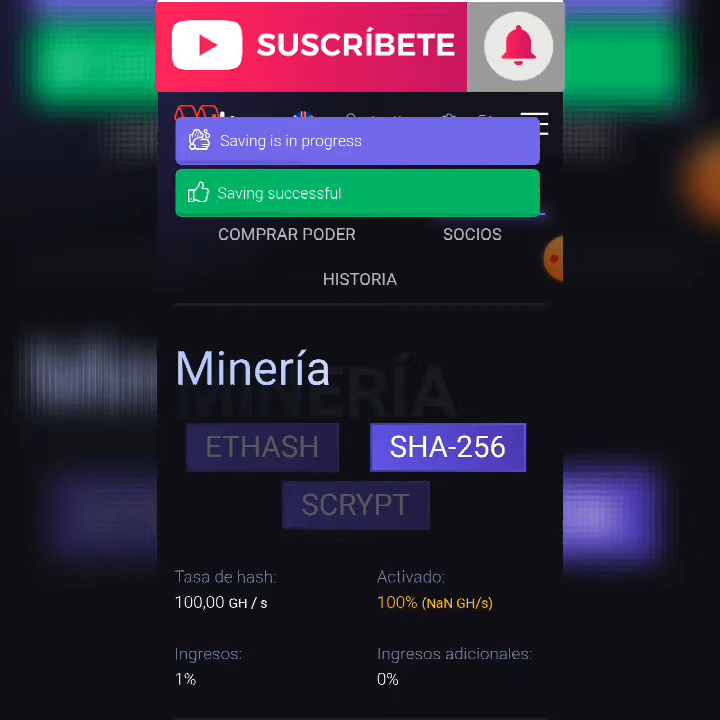 SUSCRÍBETE
Saving is in progress
Saving successful
COMPRAR PODER
SOCIOS
HISTORIA
Minería
MINERÍA
ETHASH
SHA-256
SCRYPT
Tasa de hash:
Activado:
100,00 GH / s
100% (NaN GH/s)
Ingresos:
Ingresos adicionales:
1%
0%